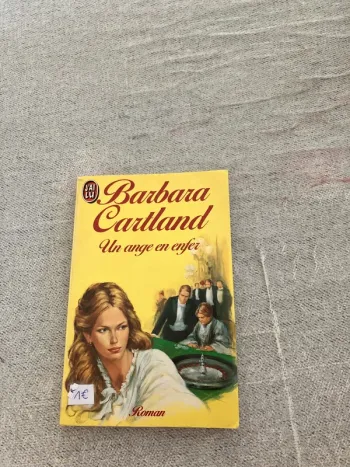 J'AI
LU
Barbara
Cartland
Un ange en enfer
1€
Roman